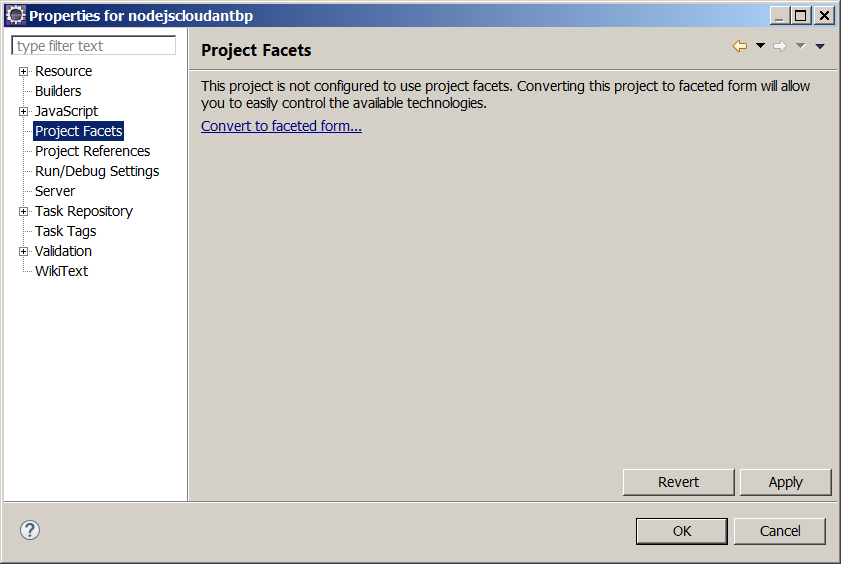 Properties for nodejscloudantbp
type filter text
Resource
Builders
JavaScript
Project Facets
Project References
Run/Debug Settings
Server
Task Repository
Task Tags
Validation
WikiText
Project Facets
This project is not configured to use project facets. Converting this project to faceted form will allow
you to easily control the available technologies.
Convert to faceted form...
Revert
Apply
?
OK
Cancel